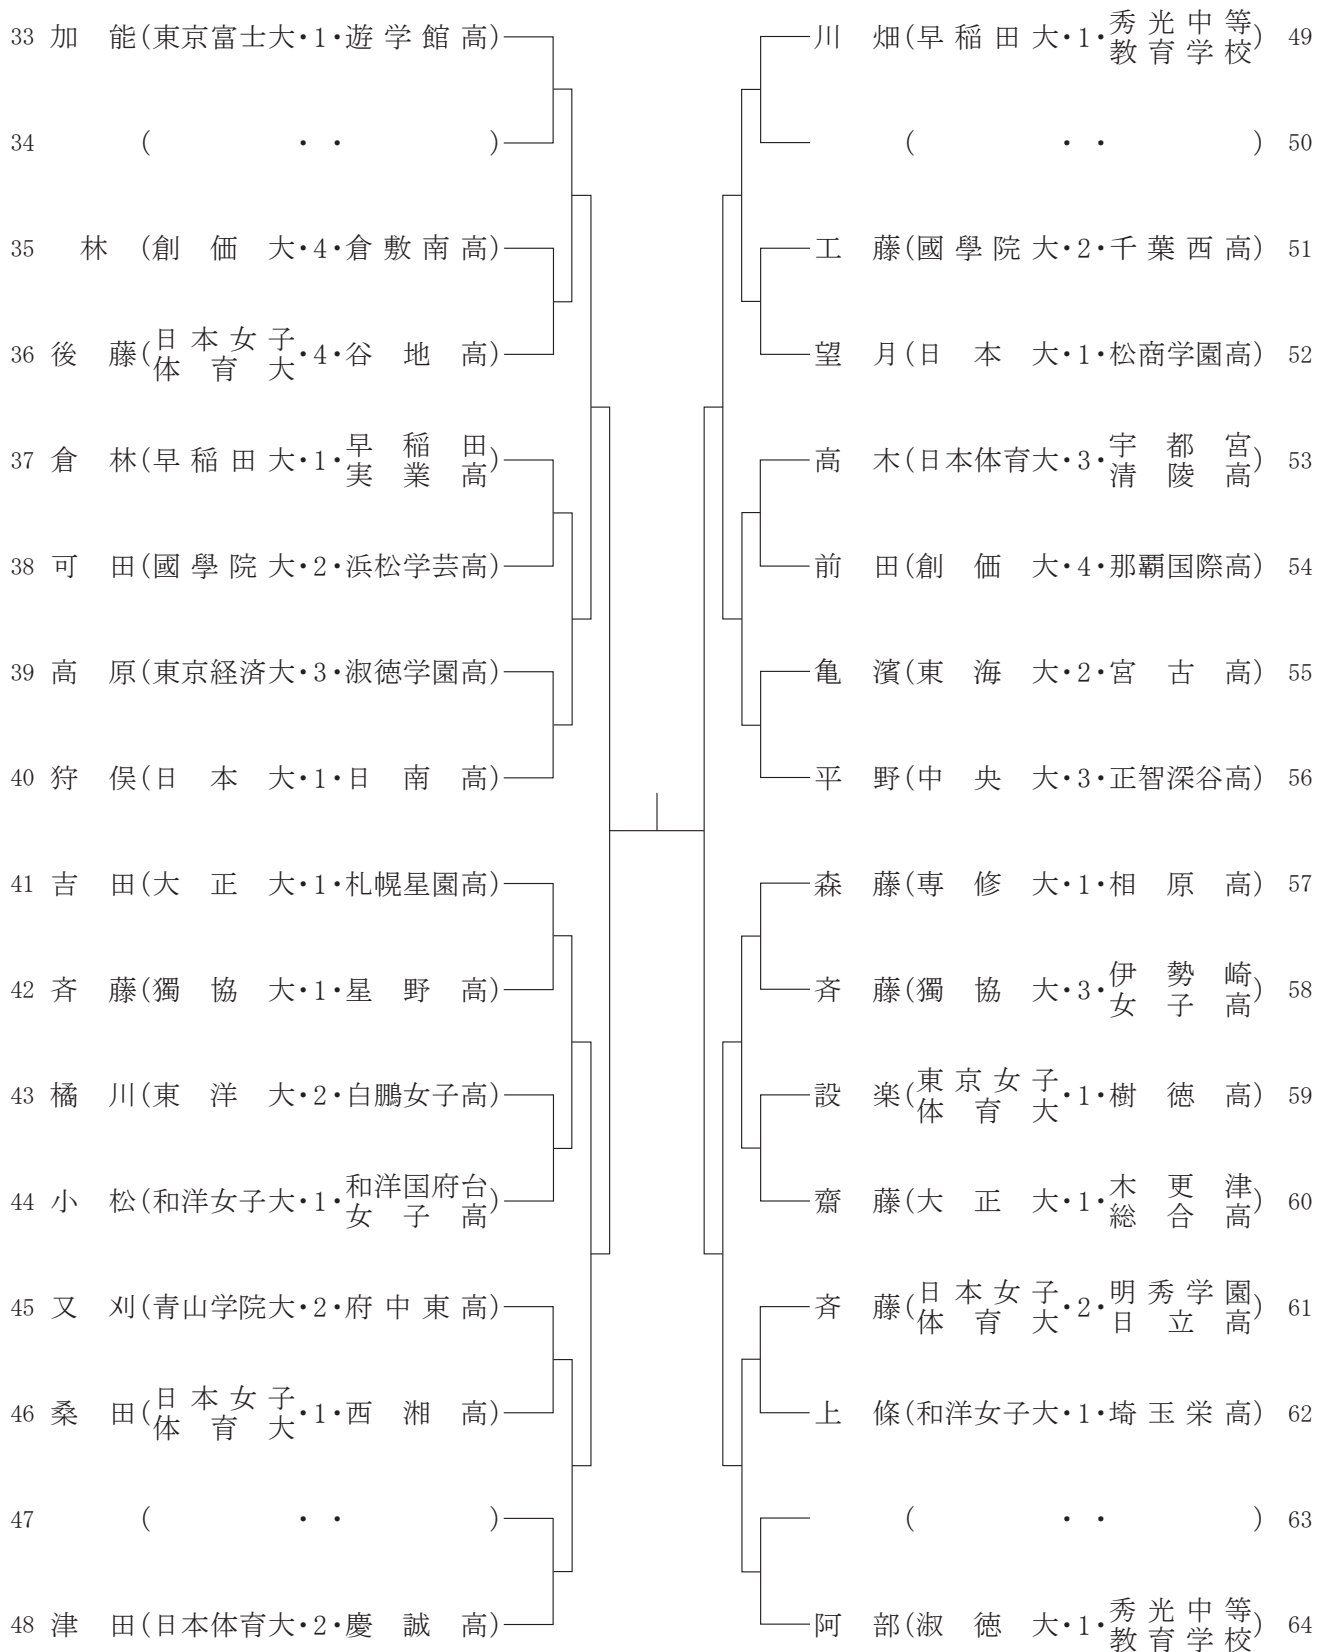 33 加 能(東京富士大・1・遊学館高)
34 ( ・ ・ )
35 林 (創価大・4・倉敷南高)
36 後 藤(日本女子体育大・4・谷地高)
37 倉 林(早稲田大・1・早稲田実業高)
38 可 田(國學院大・2・浜松学芸高)
39 高 原(東京経済大・3・淑徳学園高)
40 狩 俣(日本大・1・日南高)
41 吉 田(大正大・1・札幌星園高)
42 斉 藤(獨協大・1・星野高)
43 橘 川(東洋大・2・白鵬女子高)
44 小 松(和洋女子大・1・和洋国府台女子高)
45 又 刈(青山学院大・2・府中東高)
46 桑 田(日本女子体育大・1・西湘高)
47 ( ・ ・ )
48 津 田(日本体育大・2・慶誠高)
川 畑(早稲田大・1・秀光中等教育学校) 49
( ・ ・ ) 50
工 藤(國學院大・2・千葉西高) 51
望 月(日本大・1・松商学園高) 52
高 木(日本体育大・3・宇都宮清陵高) 53
前 田(創価大・4・那覇国際高) 54
亀 濱(東海大・2・宮古高) 55
平 野(中央大・3・正智深谷高) 56
森 藤(専修大・1・相原高) 57
斉 藤(獨協大・3・伊勢崎女子高) 58
設 楽(東京女子体育大・1・樹徳高) 59
齋 藤(大正大・1・木更津総合高) 60
斉 藤(日本女子体育大・2・明秀学園日立高) 61
上 條(和洋女子大・1・埼玉栄高) 62
( ・ ・ ) 63
阿 部(淑徳大・1・秀光中等教育学校) 64